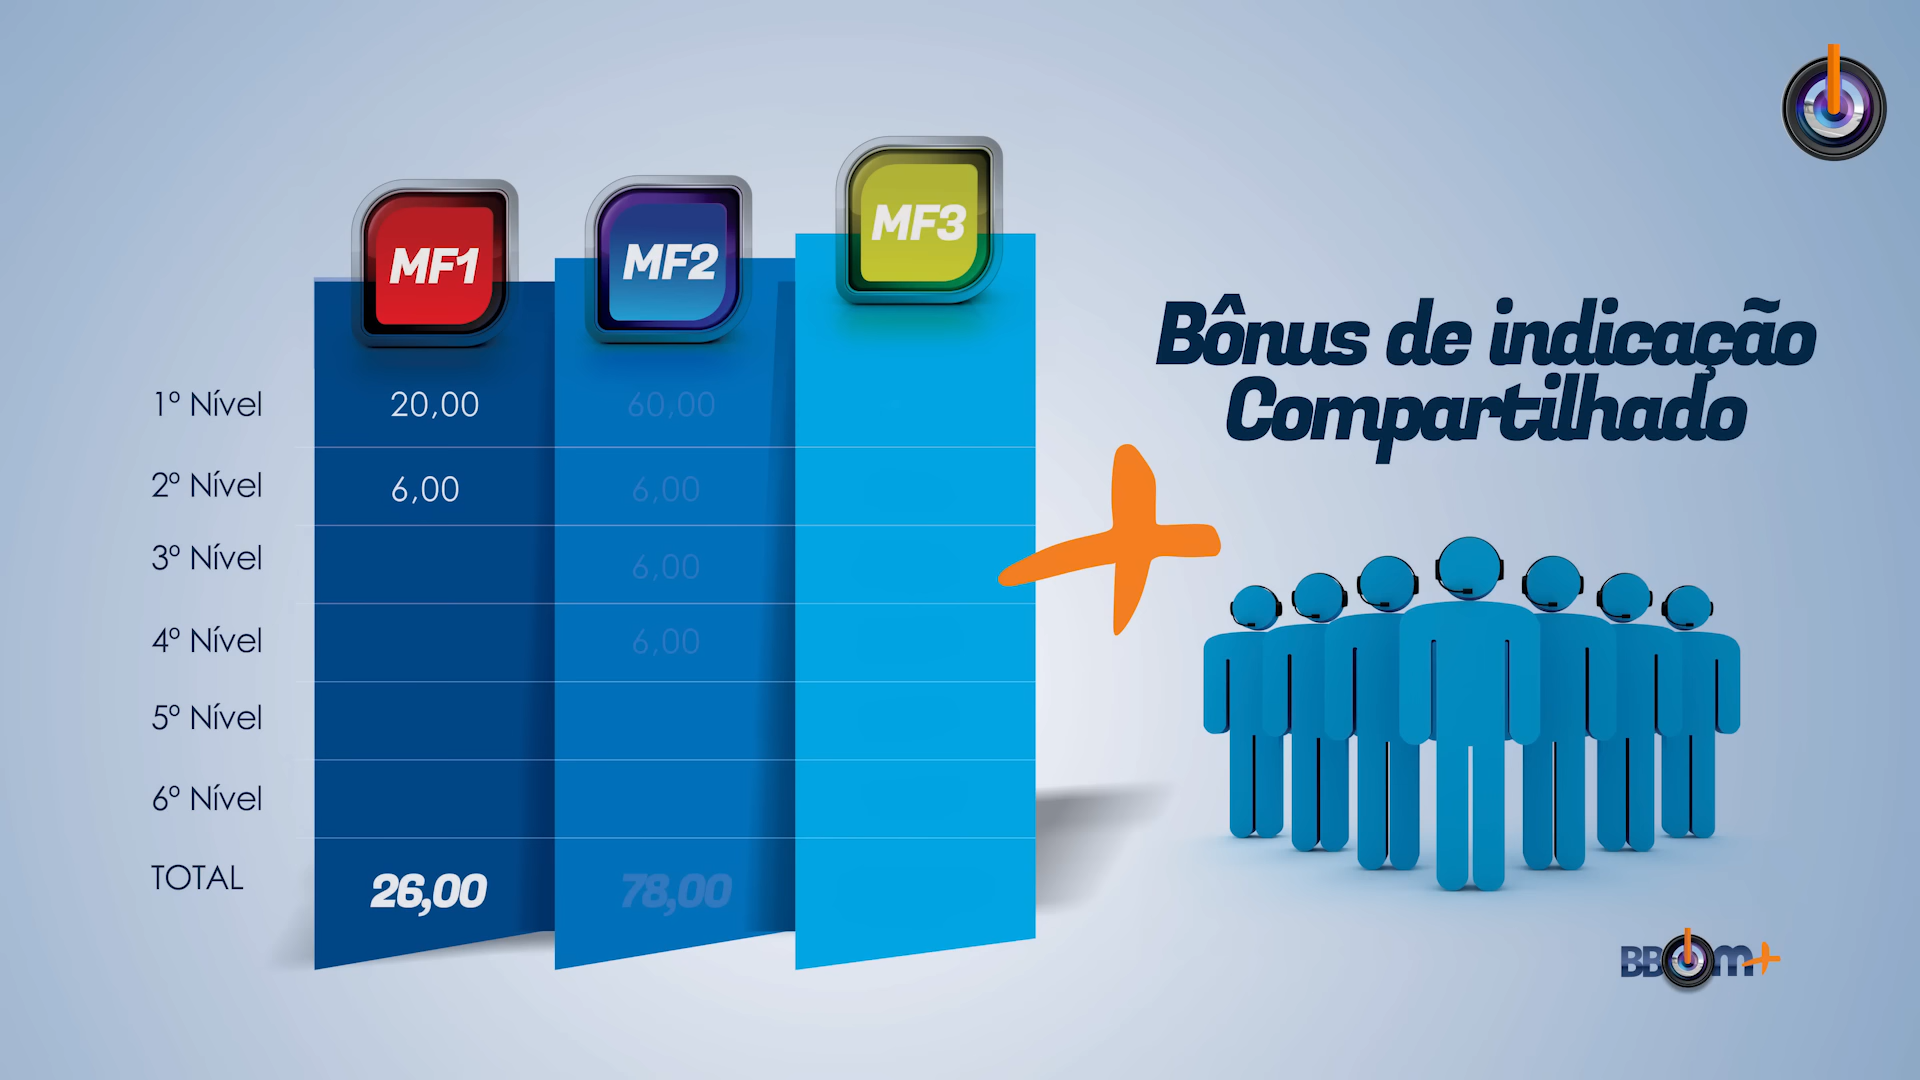 MF1 MF2 MF3
Bônus de indicação
Compartilhado
1º Nível 20,00 60,00
2º Nível 6,00 6,00
3º Nível 6,00
4º Nível 6,00
5º Nível
6º Nível
TOTAL 26,00 78,00
BBOM+